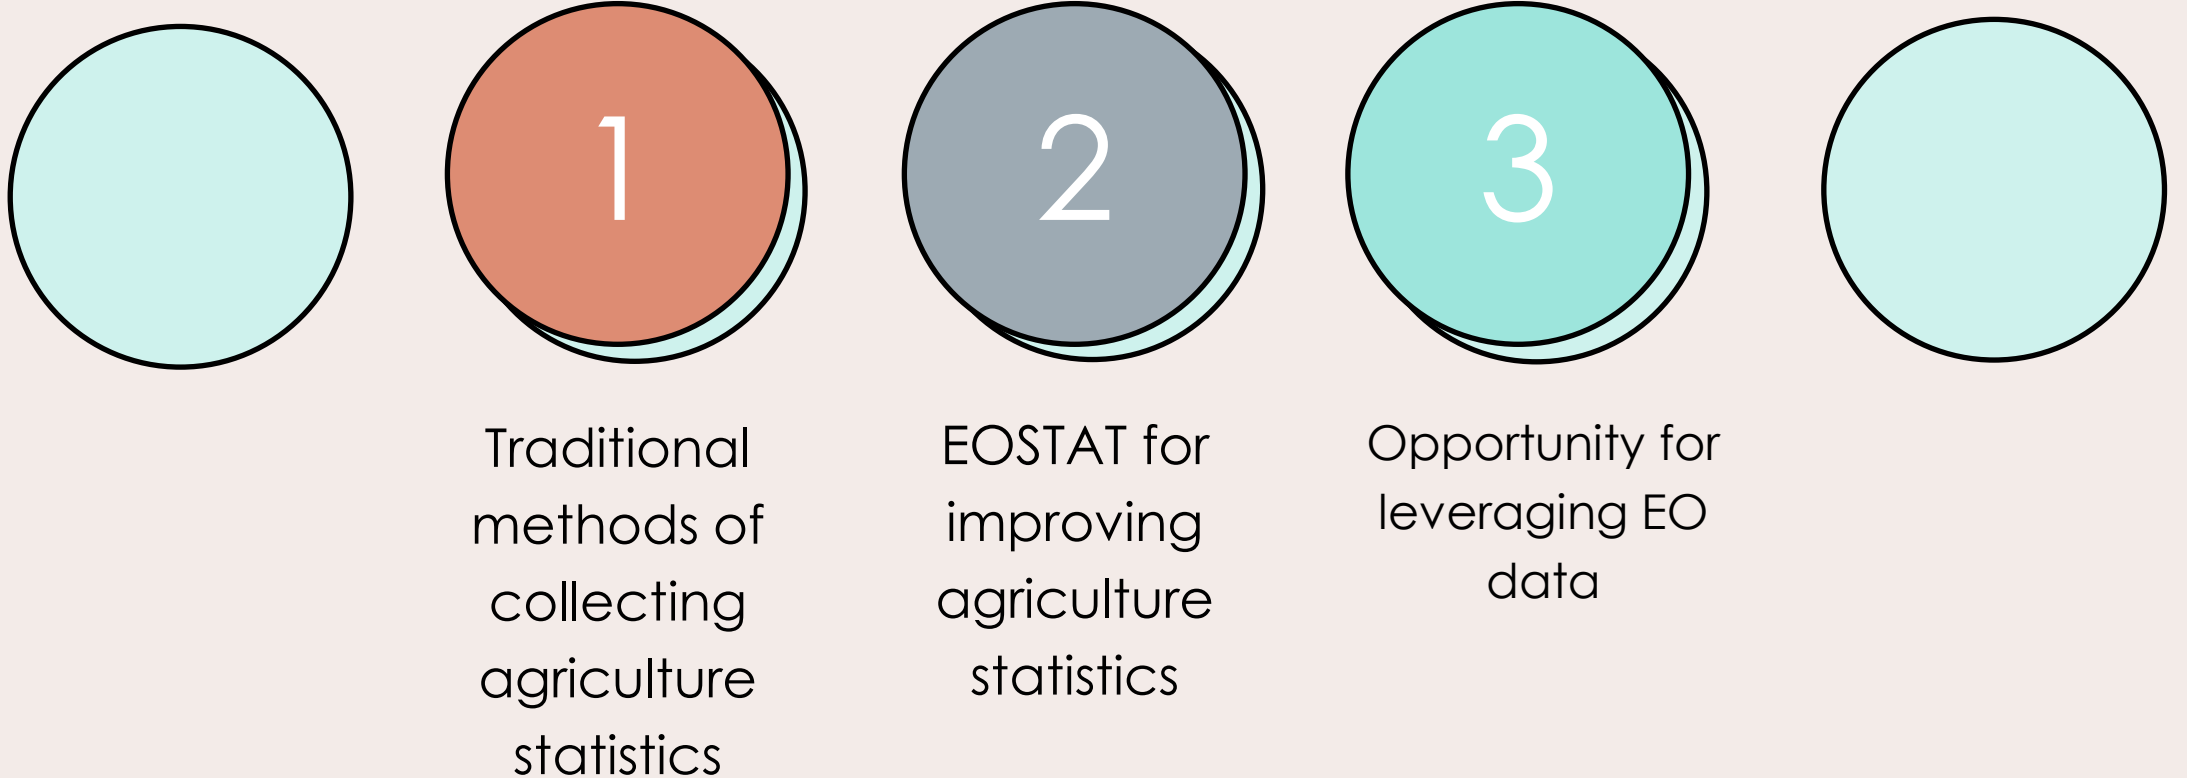 1
Traditional
methods of
collecting
agriculture
statistics
2
EOSTAT for
improving
agriculture
statistics
3
Opportunity for
leveraging EO
data